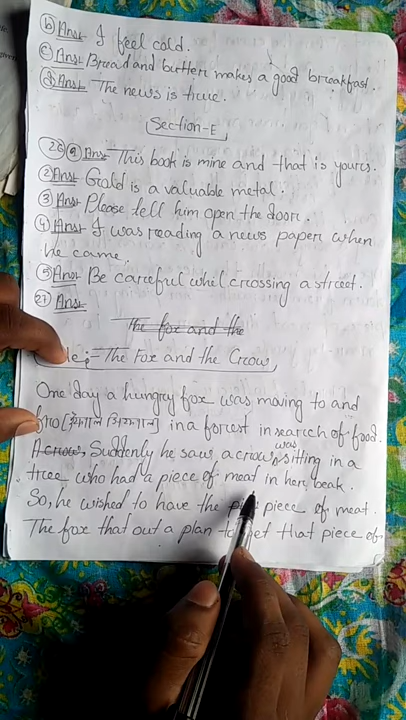 (b) Ans:- I feel cold.
(c) Ans:- Bread and butter makes a good breakfast.
(d) Ans:- The news is true.
Section-E
(26) (a) Ans:- This book is mine and that is yours.
(2) Ans:- Gold is a valuable metal.
(3) Ans:- Please tell him open the door.
(4) Ans:- I was reading a news paper when
he came.
(5) Ans:- Be careful whil crossing a street.
(27) Ans:-
The fox and the
:- The Fox and the Crow,
One day a hungry fox was moving to and
fro in a forest in search of food.
A crow, Suddenly he saw a crow, was sitting in a
tree who had a piece of meat in her beak.
So, he wished to have the piece of meat.
The fox that out a plan to get that piece of